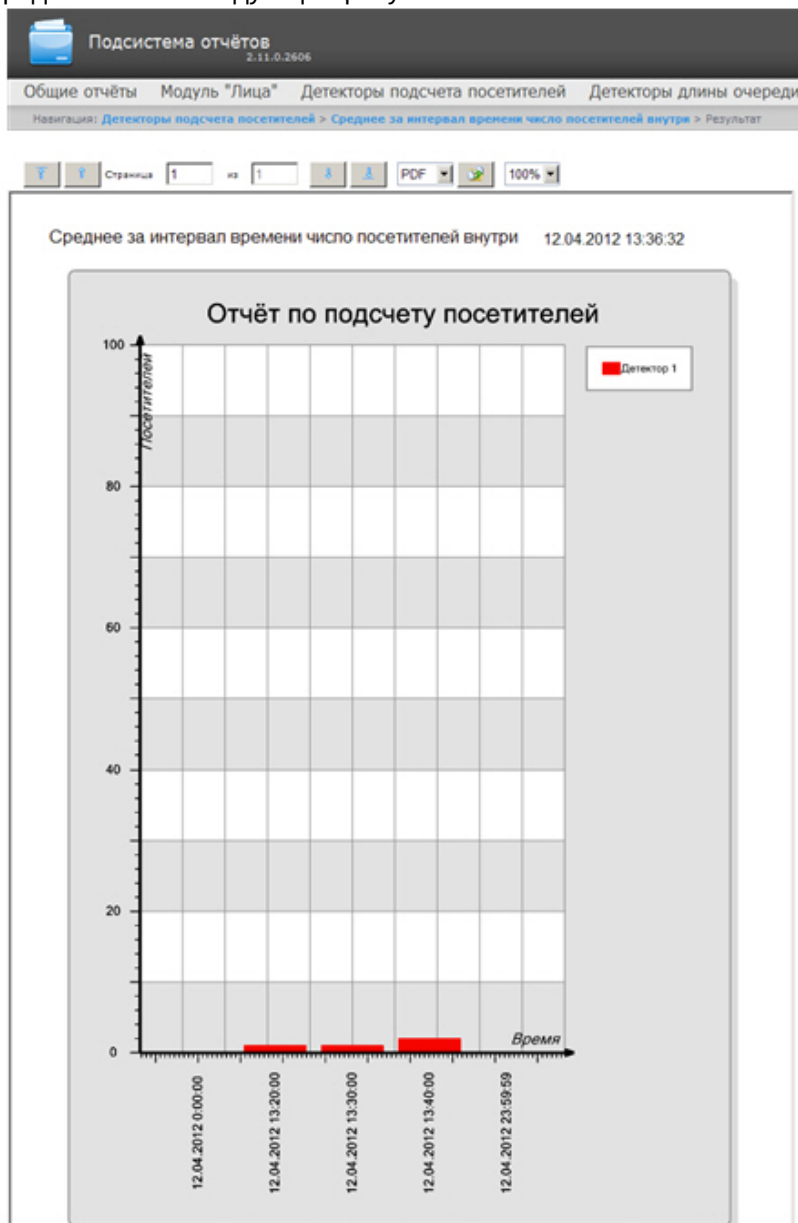 Подсистема отчётов
2.11.0.2606
Общие отчёты Модуль "Лица" Детекторы подсчета посетителей Детекторы длины очереди
Навигация: Детекторы подсчета посетителей > Среднее за интервал времени число посетителей внутри > Результат
Страница 1 из 1 PDF 100%
Среднее за интервал времени число посетителей внутри 12.04.2012 13:36:32
Отчёт по подсчету посетителей
100
Посетителей
Детектор 1
80
60
40
20
0
Время
12.04.2012 0:00:00
12.04.2012 13:20:00
12.04.2012 13:30:00
12.04.2012 13:40:00
12.04.2012 23:59:59